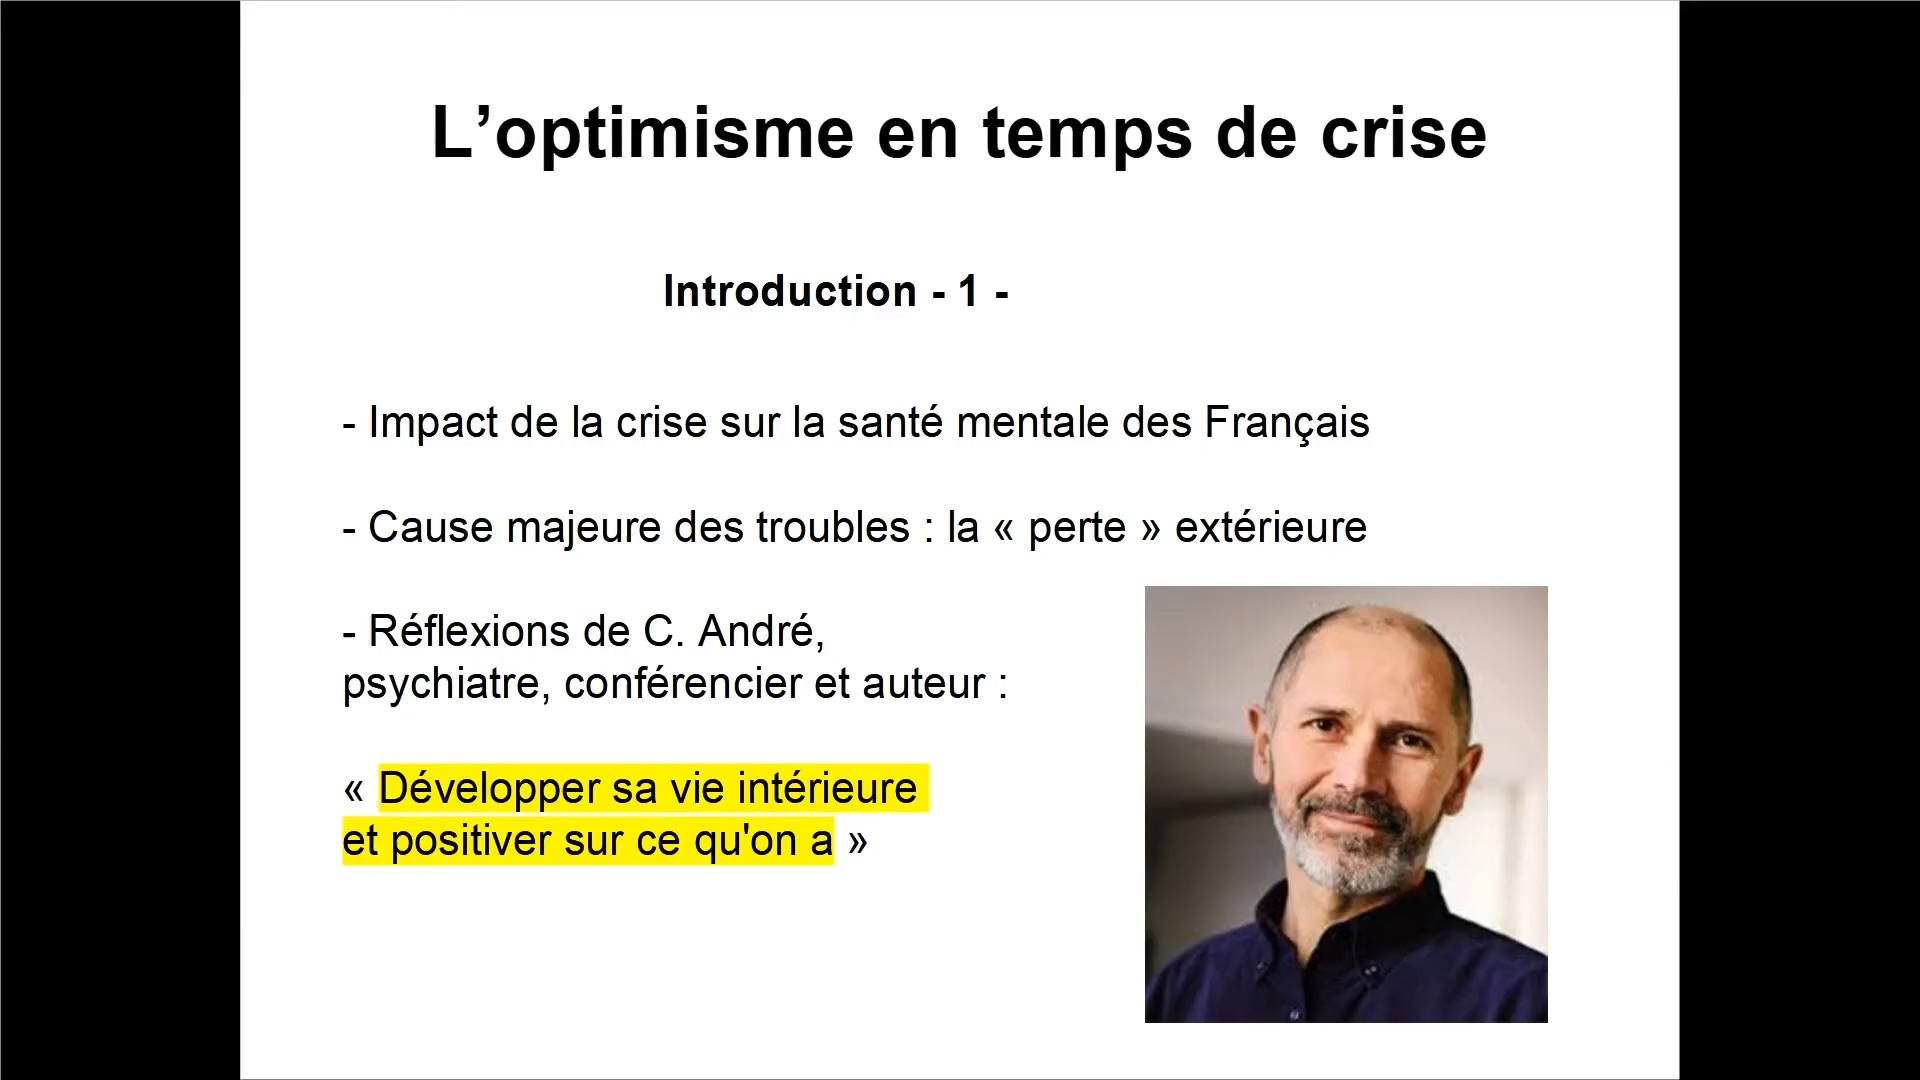 L’optimisme en temps de crise
Introduction - 1 -
- Impact de la crise sur la santé mentale des Français
- Cause majeure des troubles : la « perte » extérieure
- Réflexions de C. André,
psychiatre, conférencier et auteur :
« Développer sa vie intérieure
et positiver sur ce qu'on a »